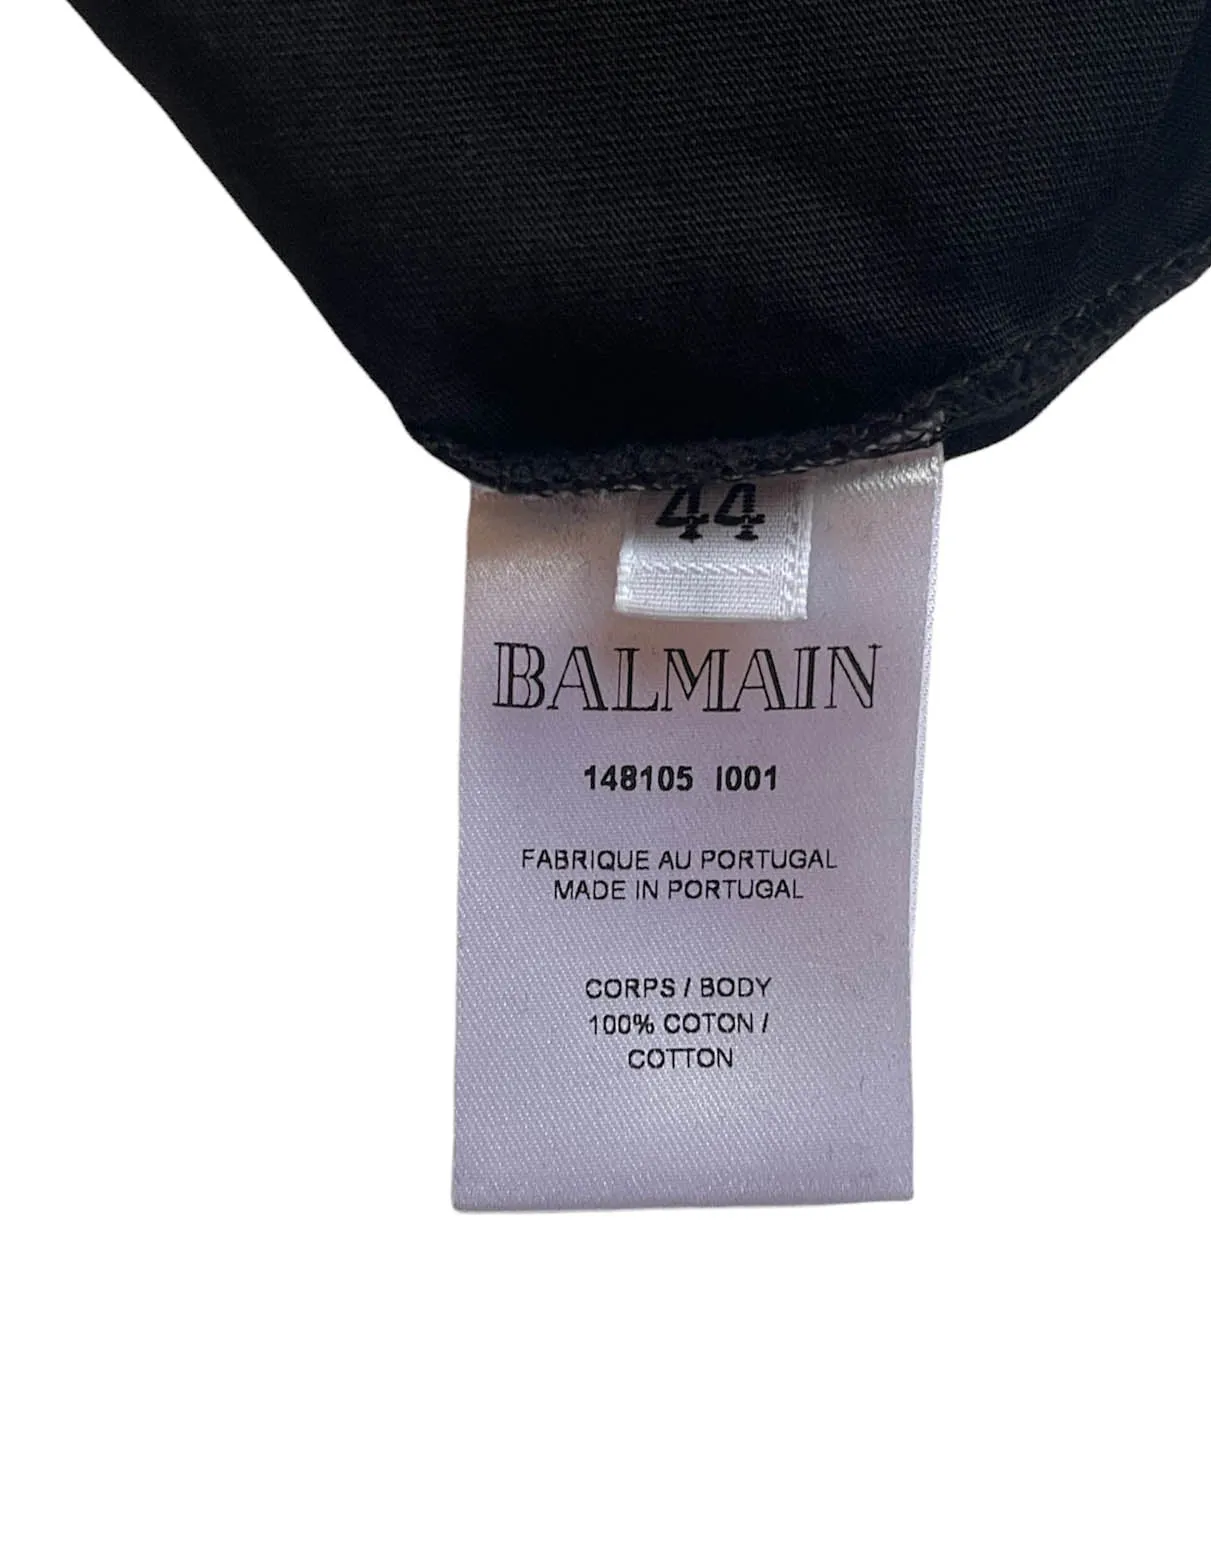 44
BALMAIN
148105 I001
FABRIQUE AU PORTUGAL
MADE IN PORTUGAL
CORPS / BODY
100% COTON /
COTTON